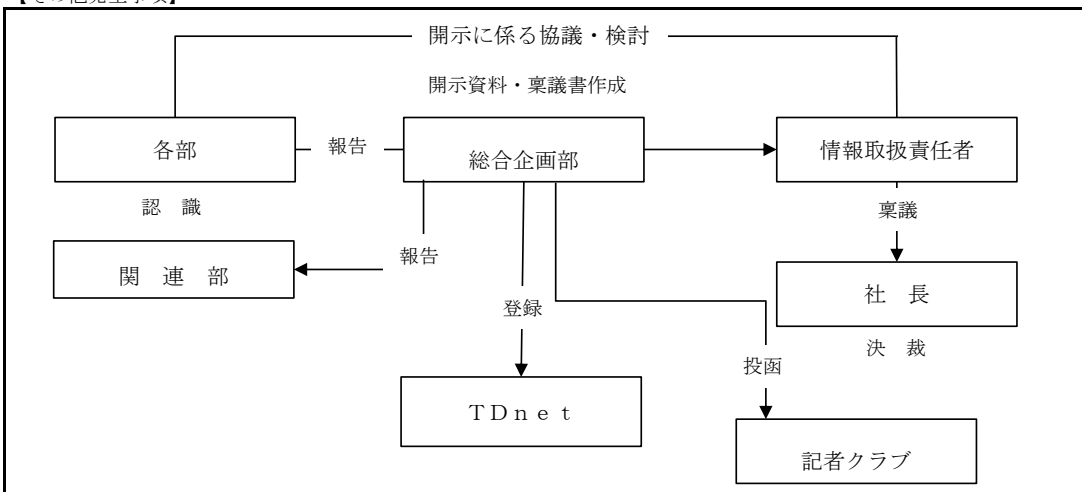 開示に係る協議・検討
開示資料・稟議書作成
各部
報告
総合企画部
情報取扱責任者
認　識
稟議
関　連　部
報告
社　長
登録
決　裁
投函
ＴＤｎｅｔ
記者クラブ